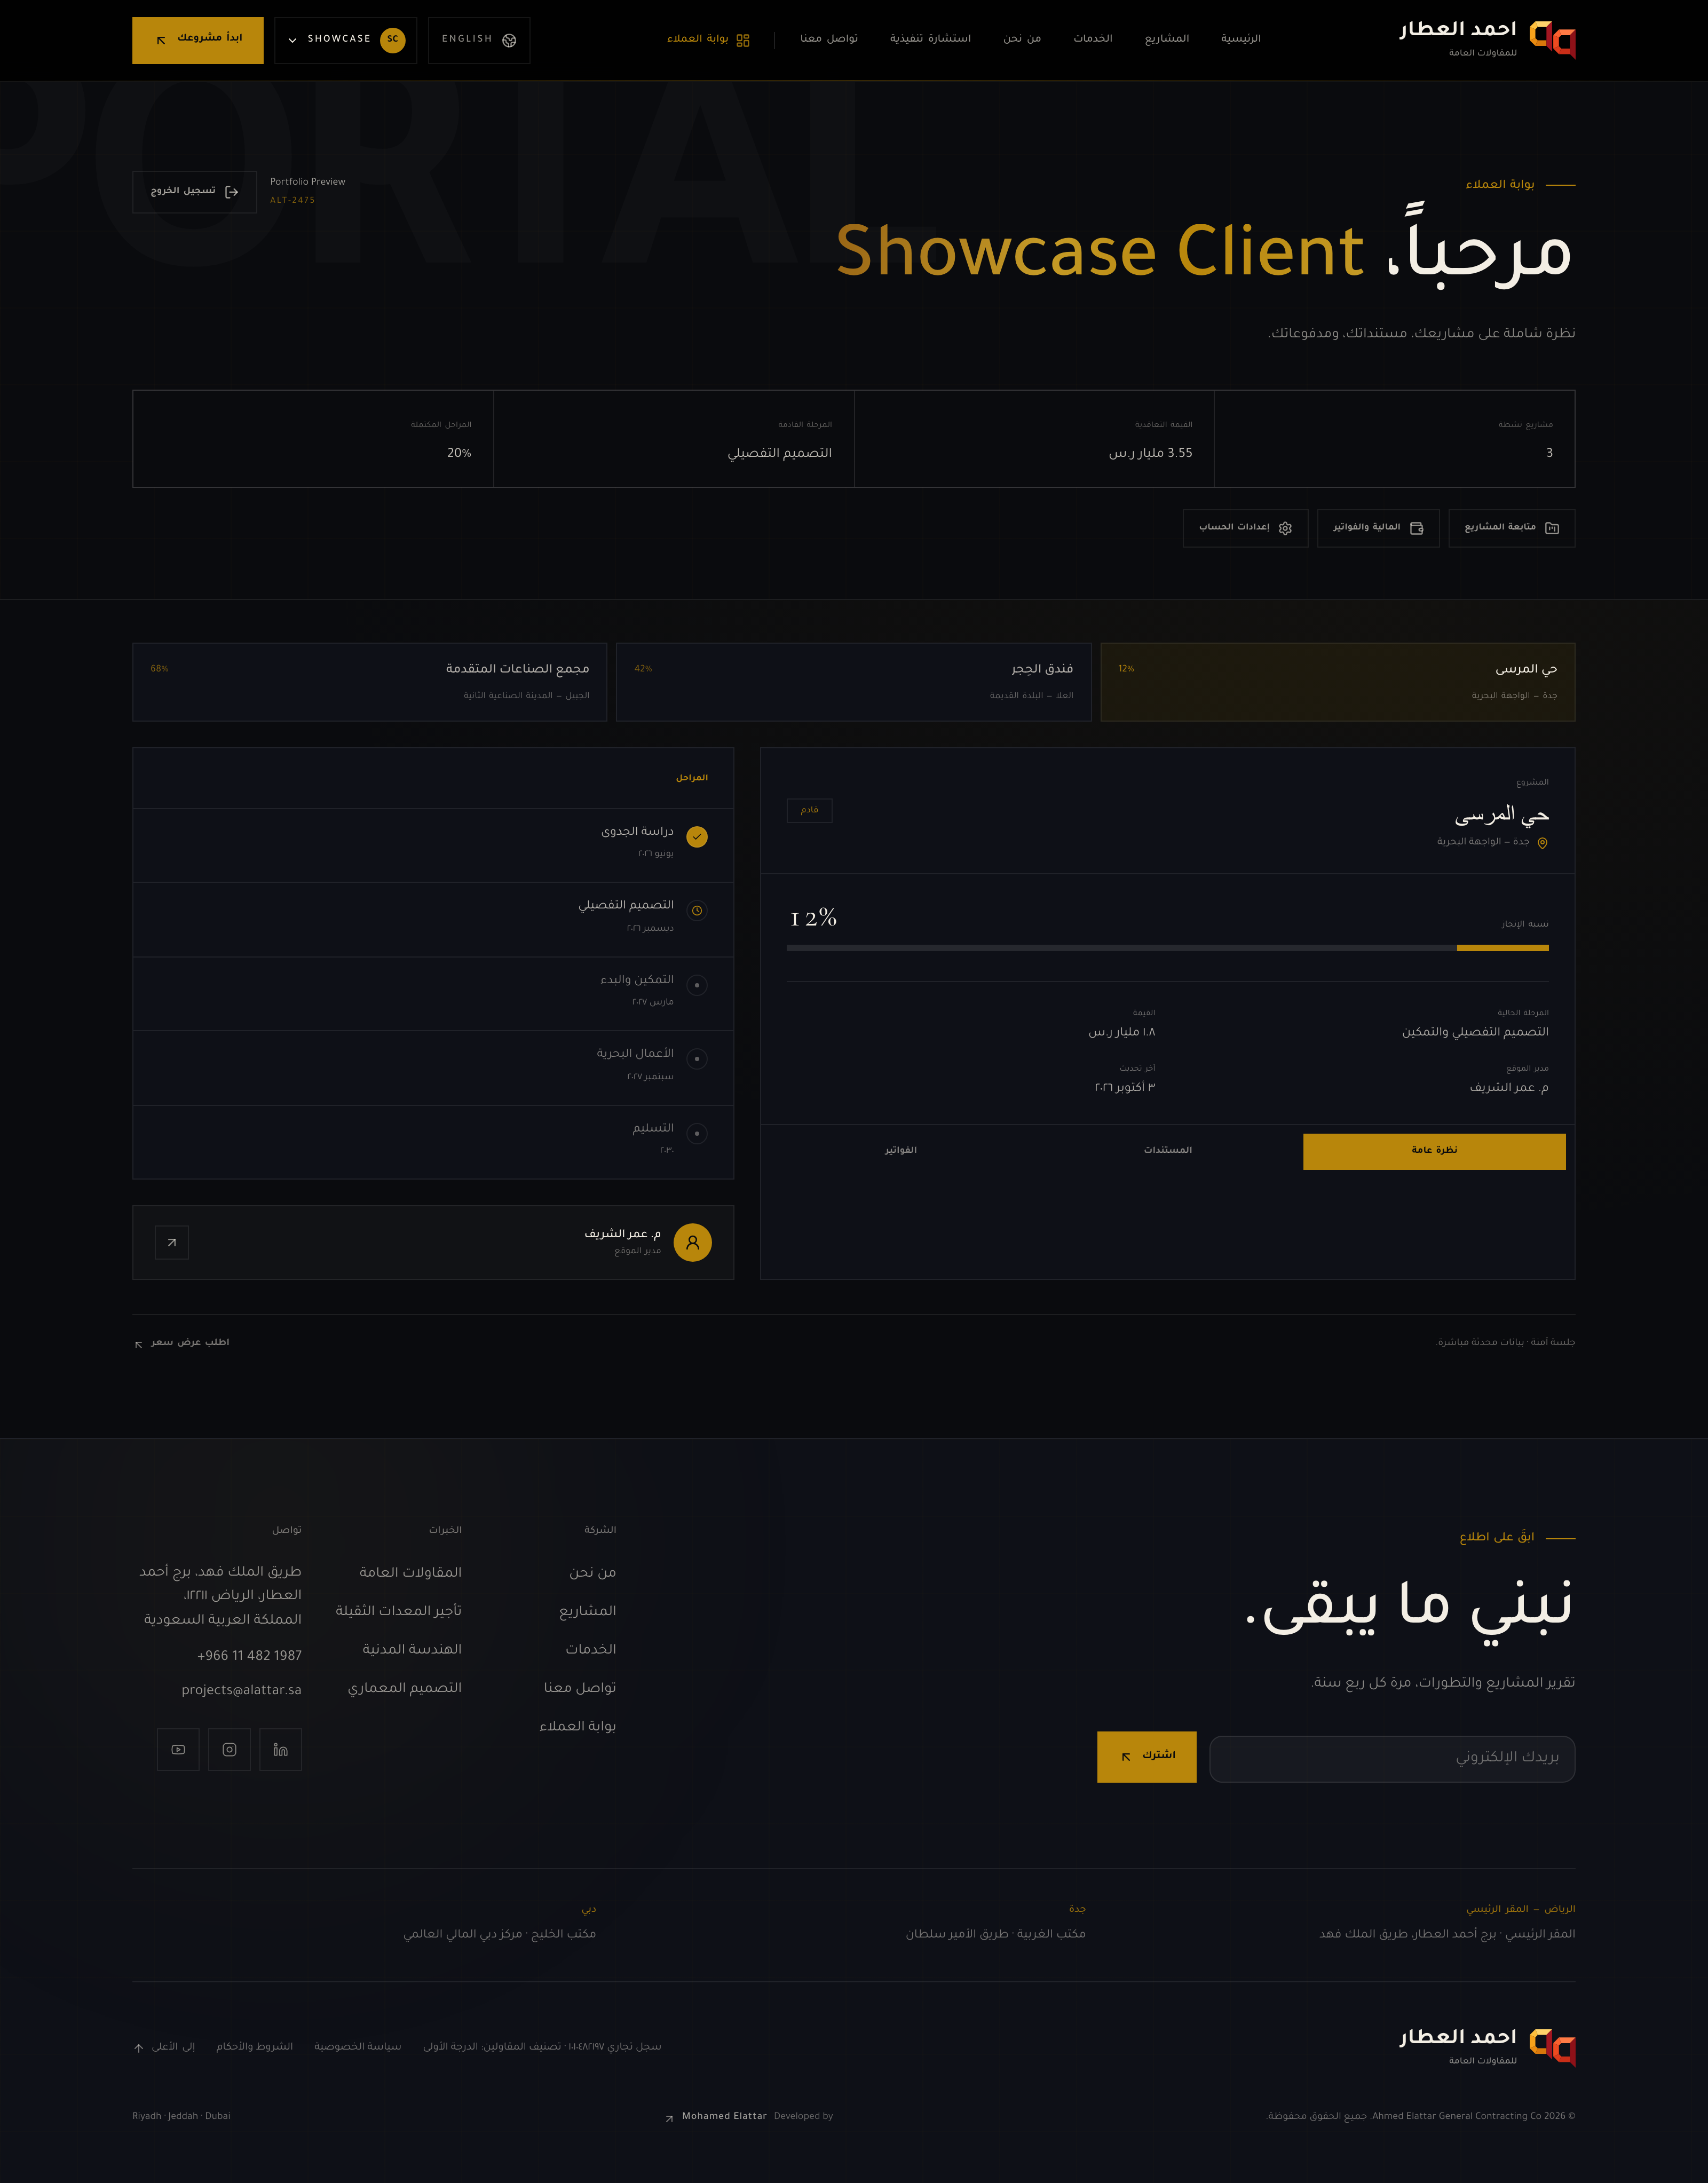 احمد العطار
للمقاولات العامة
الرئيسية
المشاريع
الخدمات
من نحن
استشارة تنفيذية
تواصل معنا
بوابة العملاء
ENGLISH
SC SHOWCASE
ابدأ مشروعك
PORTAL
بوابة العملاء
مرحباً، Showcase Client
نظرة شاملة على مشاريعك، مستنداتك، ومدفوعاتك.
Portfolio Preview
ALT-2475
تسجيل الخروج
مشاريع نشطة
3
القيمة التعاقدية
3.55 مليار ر.س
المرحلة القادمة
التصميم التفصيلي
المراحل المكتملة
20%
متابعة المشاريع
المالية والفواتير
إعدادات الحساب
حي المرسى
12%
جدة — الواجهة البحرية
فندق الحِجر
42%
العلا — البلدة القديمة
مجمع الصناعات المتقدمة
68%
الجبيل — المدينة الصناعية الثانية
المشروع
حي المرسى
جدة — الواجهة البحرية
قادم
نسبة الإنجاز
12%
المرحلة الحالية
التصميم التفصيلي والتمكين
القيمة
١.٨ مليار ر.س
مدير الموقع
م. عمر الشريف
آخر تحديث
٣ أكتوبر ٢٠٢٦
نظرة عامة
المستندات
الفواتير
المراحل
دراسة الجدوى
يونيو ٢٠٢٦
التصميم التفصيلي
ديسمبر ٢٠٢٦
التمكين والبدء
مارس ٢٠٢٧
الأعمال البحرية
سبتمبر ٢٠٢٧
التسليم
٢٠٣٠
م. عمر الشريف
مدير الموقع
جلسة آمنة · بيانات محدثة مباشرة.
اطلب عرض سعر
ابقَ على اطلاع
نبني ما يبقى.
تقرير المشاريع والتطورات، مرة كل ربع سنة.
بريدك الإلكتروني
اشترك
الشركة
من نحن
المشاريع
الخدمات
تواصل معنا
بوابة العملاء
الخبرات
المقاولات العامة
تأجير المعدات الثقيلة
الهندسة المدنية
التصميم المعماري
تواصل
طريق الملك فهد، برج أحمد
العطار، الرياض ١٢٢١١،
المملكة العربية السعودية
+966 11 482 1987
projects@alattar.sa
الرياض — المقر الرئيسي
المقر الرئيسي · برج أحمد العطار، طريق الملك فهد
جدة
مكتب الغربية · طريق الأمير سلطان
دبي
مكتب الخليج · مركز دبي المالي العالمي
احمد العطار
للمقاولات العامة
سجل تجاري ١٠١٠٤٨٢١٩٧ · تصنيف المقاولين: الدرجة الأولى
سياسة الخصوصية
الشروط والأحكام
إلى الأعلى
© 2026 Ahmed Elattar General Contracting Co. جميع الحقوق محفوظة.
Developed by Mohamed Elattar
Riyadh · Jeddah · Dubai